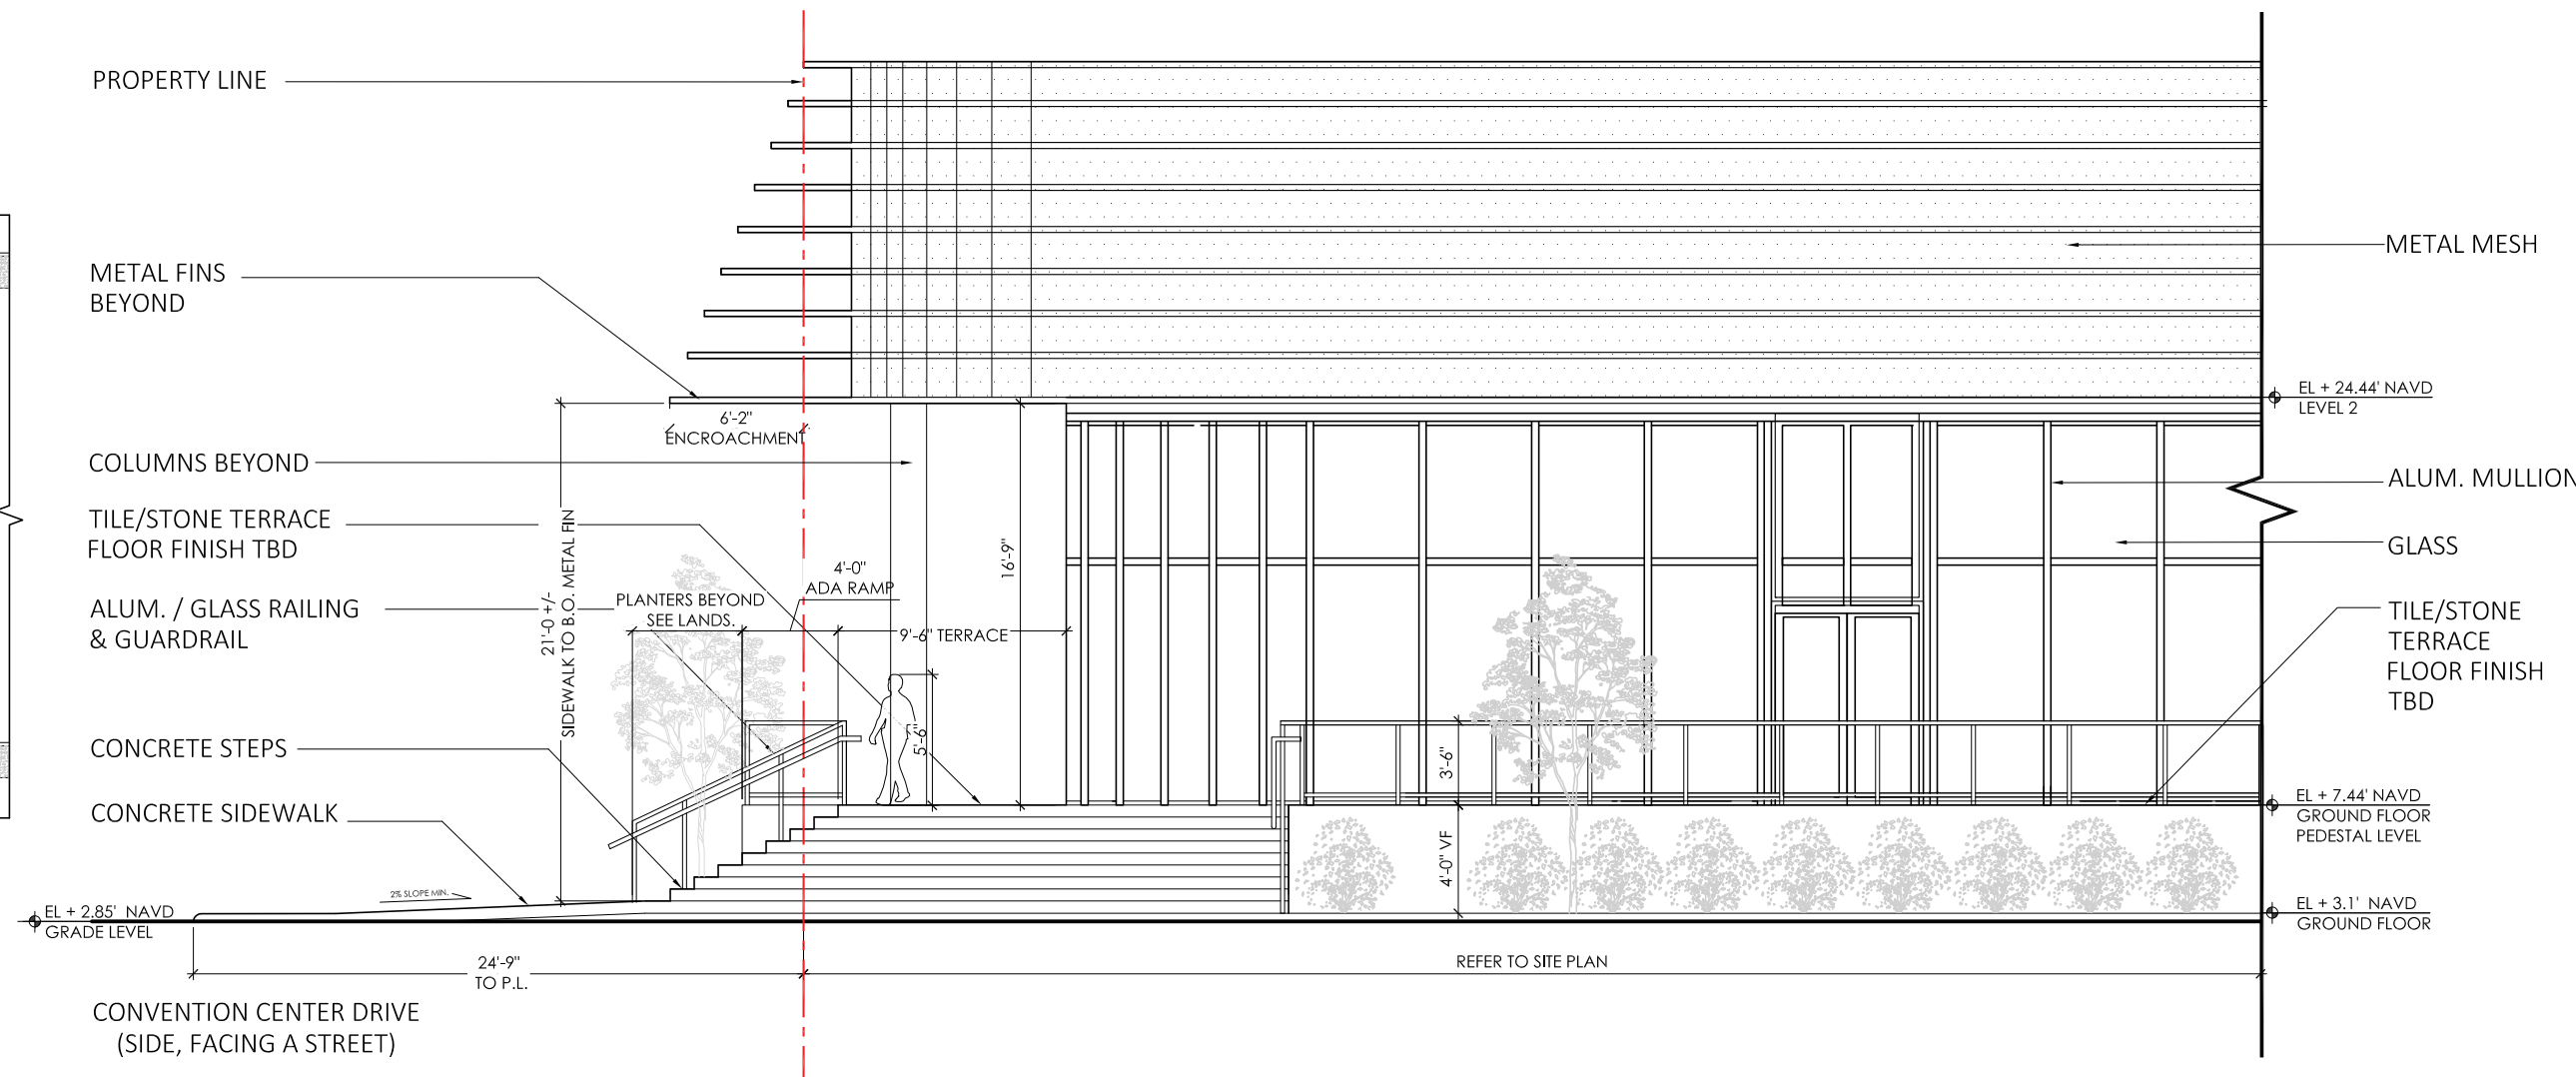 PROPERTY LINE
METAL FINS
BEYOND
COLUMNS BEYOND
TILE/STONE TERRACE
FLOOR FINISH TBD
ALUM. / GLASS RAILING
& GUARDRAIL
CONCRETE STEPS
CONCRETE SIDEWALK
EL + 2.85' NAVD
GRADE LEVEL
2% SLOPE MIN.
21'-0 +/-
SIDEWALK TO B.O. METAL FIN
6'-2"
ENCROACHMENT
PLANTERS BEYOND
SEE LANDS.
4'-0"
ADA RAMP
9'-6" TERRACE
16'-9"
5'-6"
3'-6"
4'-0" VF
24'-9"
TO P.L.
REFER TO SITE PLAN
CONVENTION CENTER DRIVE
(SIDE, FACING A STREET)
METAL MESH
EL + 24.44' NAVD
LEVEL 2
ALUM. MULLION
GLASS
TILE/STONE
TERRACE
FLOOR FINISH
TBD
EL + 7.44' NAVD
GROUND FLOOR
PEDESTAL LEVEL
EL + 3.1' NAVD
GROUND FLOOR